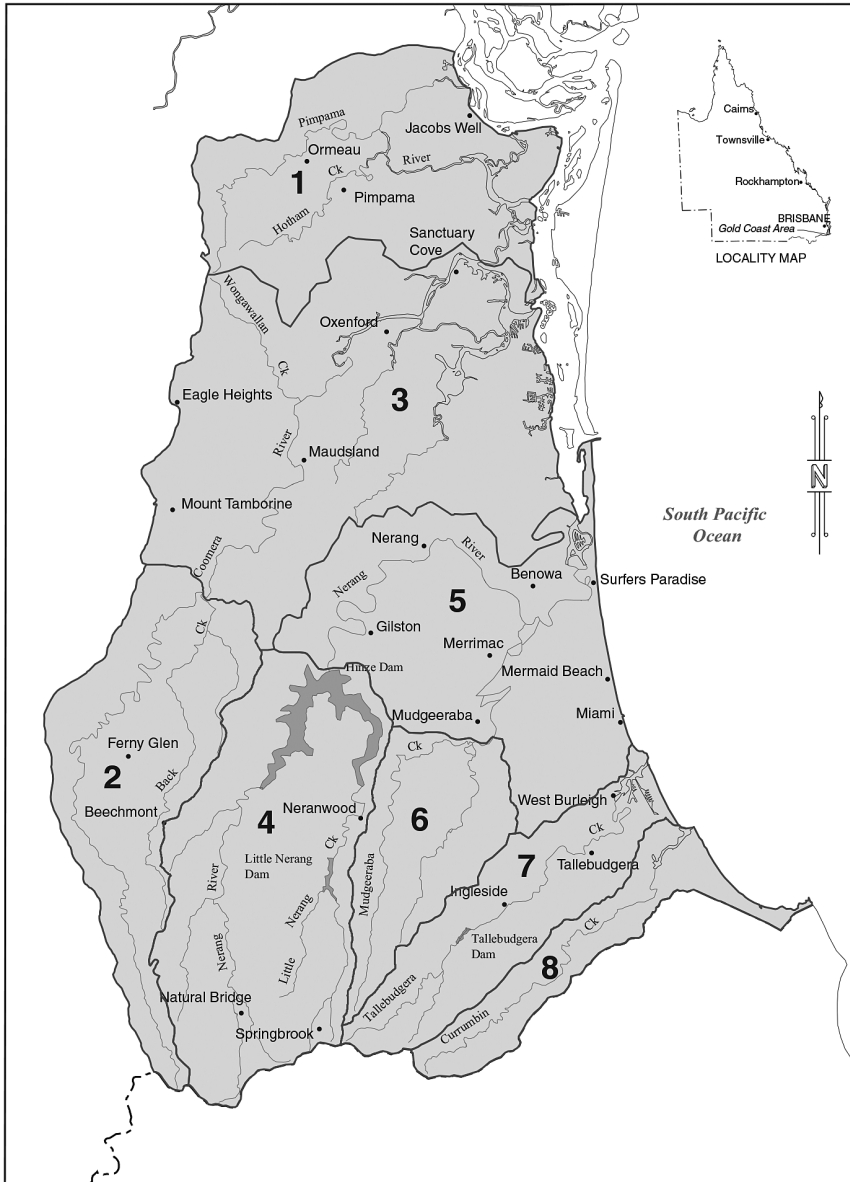 Pimpama
Jacobs Well
Ormeau
River
Ck
1
Pimpama
Hotham
Sanctuary
Cove
Wongawallan
Ck
Oxenford
Eagle Heights
3
River
Maudsland
Mount Tamborine
Coomera
Nerang
River
Nerang
Benowa
Surfers Paradise
5
Gilston
Ck
Merrimac
Hinze Dam
Mermaid Beach
Mudgeeraba
Miami
Ferny Glen
2
Back
Beechmont
Ck
West Burleigh
Neranwood
4
6
Ck
Ck
Little Nerang
Dam
7
Tallebudgera
River
Mudgeeraba
Ingleside
Nerang
Nerang
Ck
Tallebudgera
Dam
8
Little
Natural Bridge
Tallebudgera
Springbrook
Currumbin
Cairns
Townsville
Rockhampton
BRISBANE
Gold Coast Area
LOCALITY MAP
N
South Pacific
Ocean